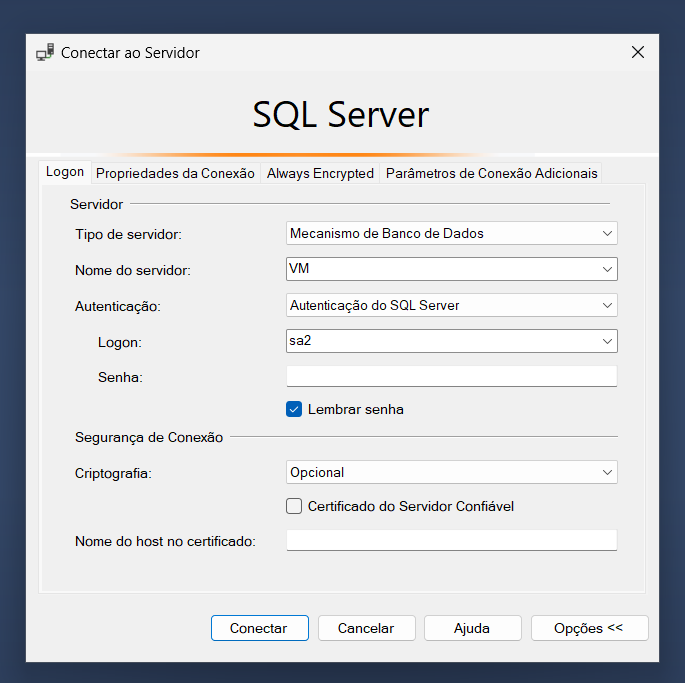 Conectar ao Servidor
SQL Server
Logon Propriedades da Conexão Always Encrypted Parâmetros de Conexão Adicionais
Servidor
Tipo de servidor: Mecanismo de Banco de Dados
Nome do servidor: VM
Autenticação: Autenticação do SQL Server
Logon: sa2
Senha:
Lembrar senha
Segurança de Conexão
Criptografia: Opcional
Certificado do Servidor Confiável
Nome do host no certificado:
Conectar Cancelar Ajuda Opções <<